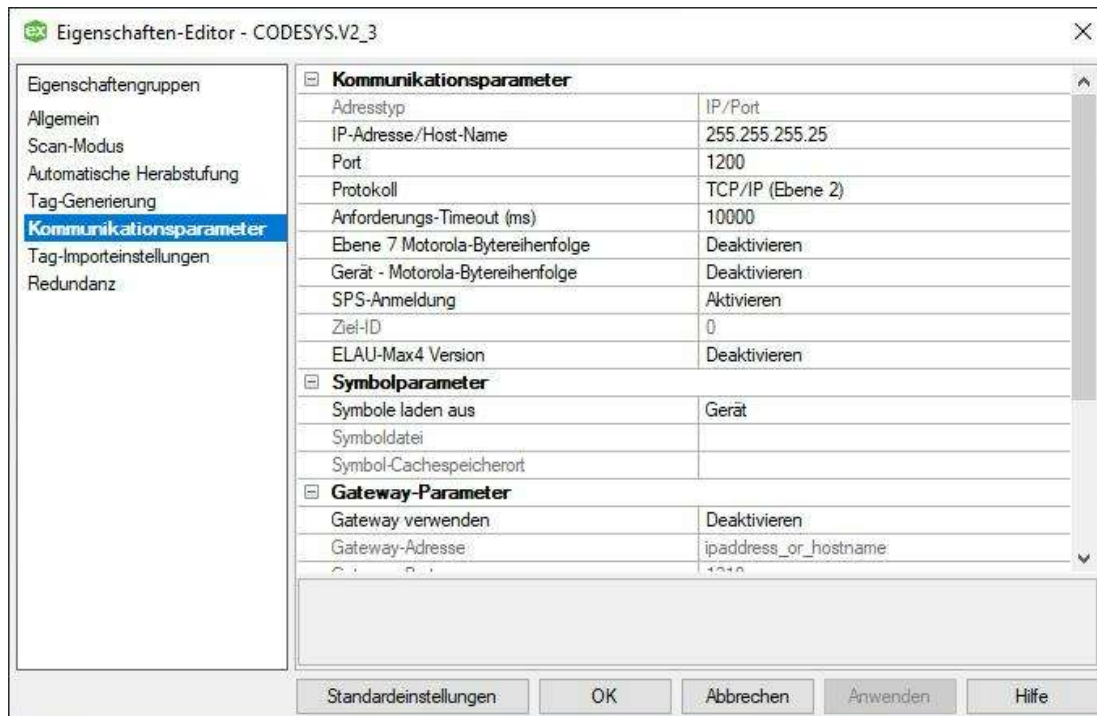 Eigenschaften-Editor - CODESYS.V2_3
Eigenschaftengruppen
Allgemein
Scan-Modus
Automatische Herabstufung
Tag-Generierung
Kommunikationsparameter
Tag-Importeinstellungen
Redundanz
Kommunikationsparameter
Adresstyp IP/Port
IP-Adresse/Host-Name 255.255.255.25
Port 1200
Protokoll TCP/IP (Ebene 2)
Anforderungs-Timeout (ms) 10000
Ebene 7 Motorola-Bytereihenfolge Deaktivieren
Gerät - Motorola-Bytereihenfolge Deaktivieren
SPS-Anmeldung Aktivieren
Ziel-ID 0
ELAU-Max4 Version Deaktivieren
Symbolparameter
Symbole laden aus Gerät
Symboldatei
Symbol-Cachespeicherort
Gateway-Parameter
Gateway verwenden Deaktivieren
Gateway-Adresse ipaddress_or_hostname
Standardeinstellungen OK Abbrechen Anwenden Hilfe